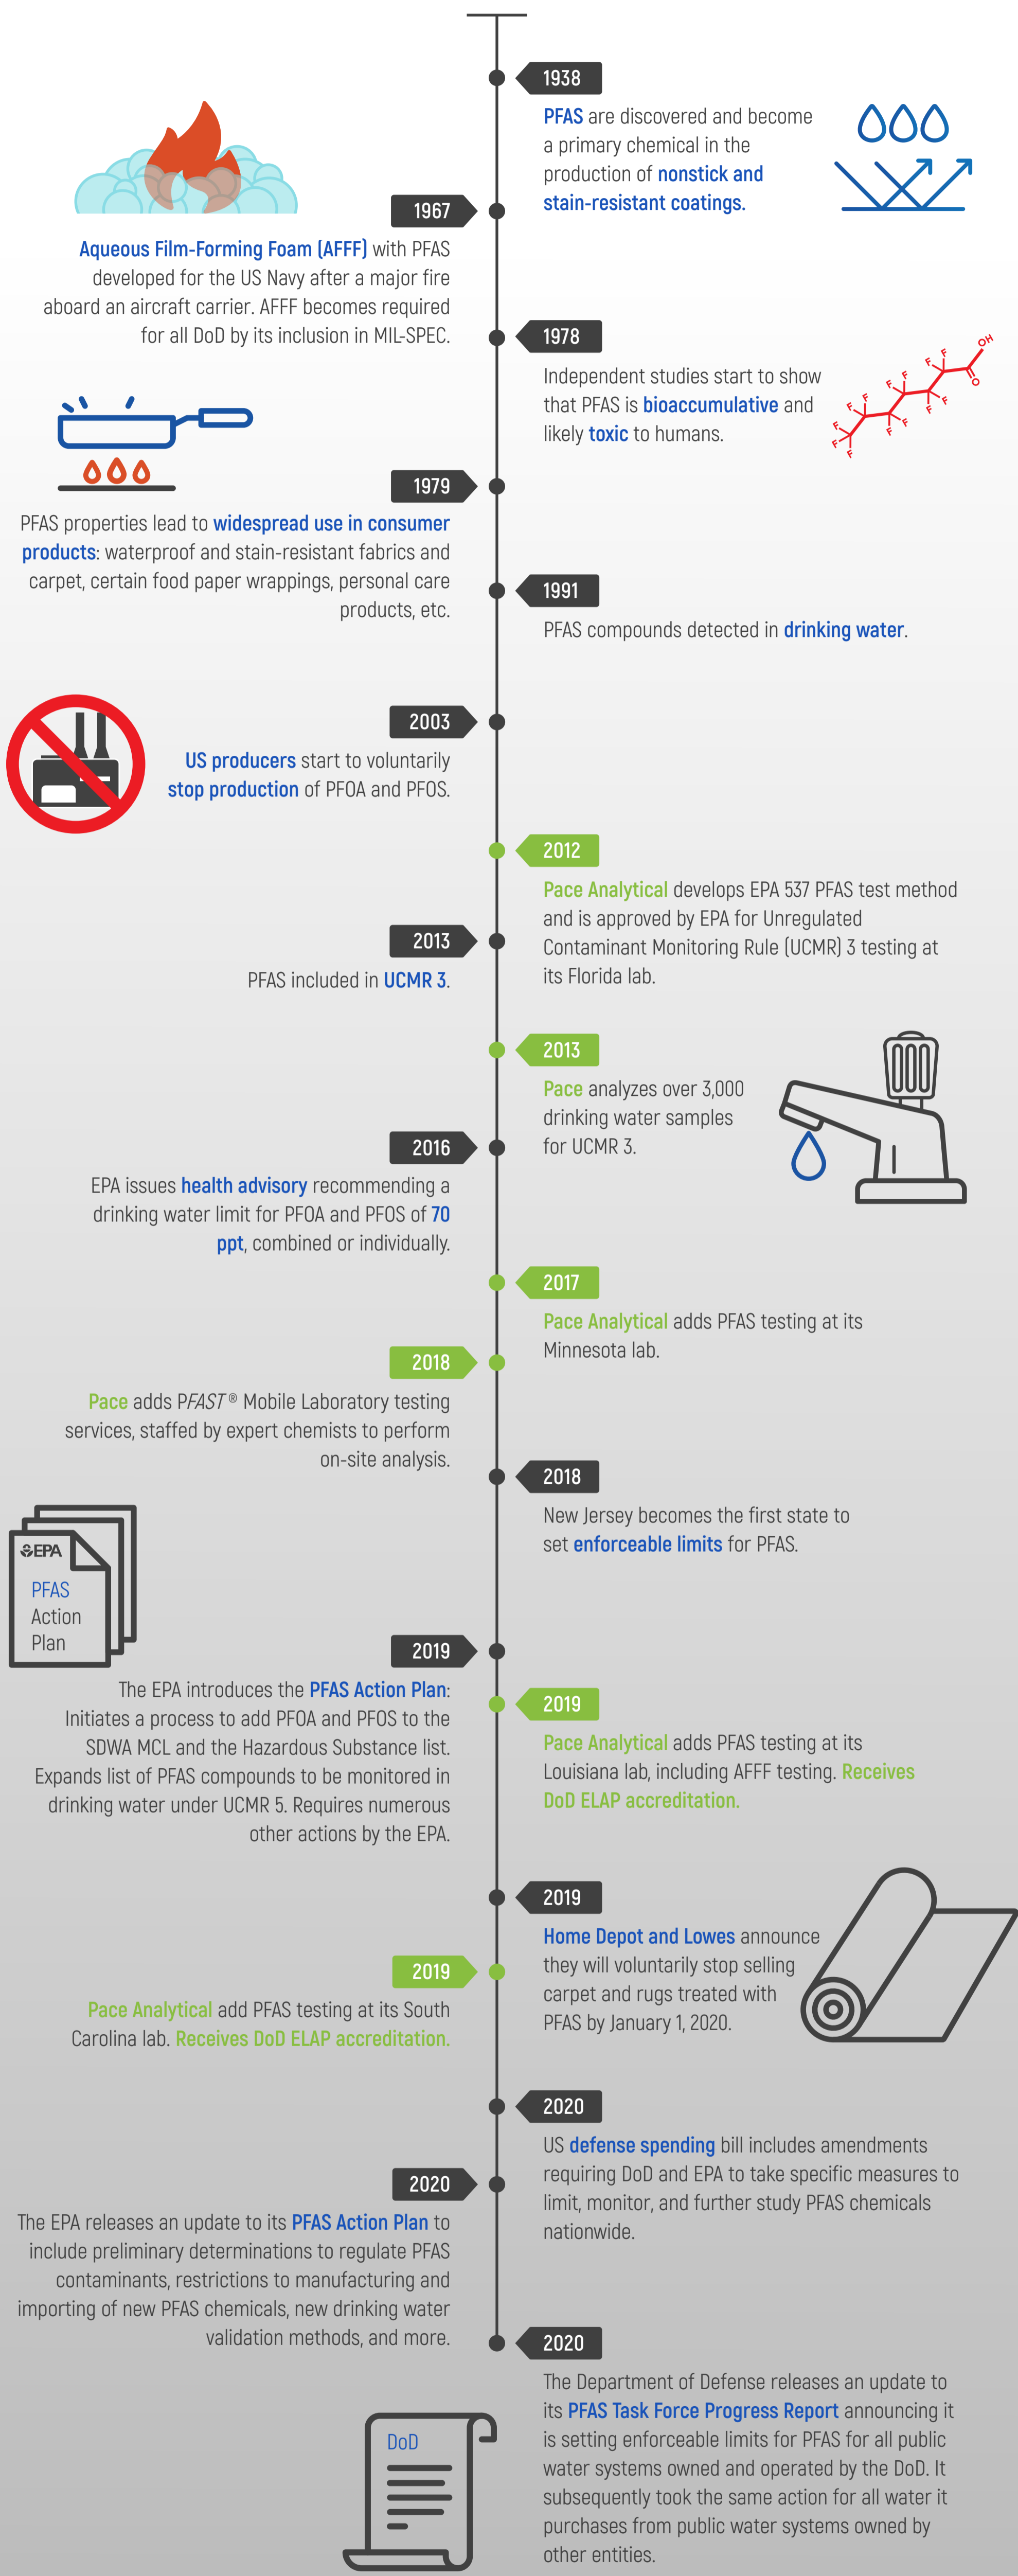 1938
PFAS are discovered and become
a primary chemical in the
production of nonstick and
stain-resistant coatings.
1967
Aqueous Film-Forming Foam (AFFF) with PFAS
developed for the US Navy after a major fire
aboard an aircraft carrier. AFFF becomes required
for all DoD by its inclusion in MIL-SPEC.
1978
Independent studies start to show
that PFAS is bioaccumulative and
likely toxic to humans.
F
F
F
F
F
F
F
F
F
F
F
F
F
OH
O
1979
PFAS properties lead to widespread use in consumer
products: waterproof and stain-resistant fabrics and
carpet, certain food paper wrappings, personal care
products, etc.
1991
PFAS compounds detected in drinking water.
2003
US producers start to voluntarily
stop production of PFOA and PFOS.
2012
Pace Analytical develops EPA 537 PFAS test method
and is approved by EPA for Unregulated
Contaminant Monitoring Rule (UCMR) 3 testing at
its Florida lab.
2013
PFAS included in UCMR 3.
2013
Pace analyzes over 3,000
drinking water samples
for UCMR 3.
2016
EPA issues health advisory recommending a
drinking water limit for PFOA and PFOS of 70
ppt, combined or individually.
2017
Pace Analytical adds PFAS testing at its
Minnesota lab.
2018
Pace adds PFAST® Mobile Laboratory testing
services, staffed by expert chemists to perform
on-site analysis.
2018
New Jersey becomes the first state to
set enforceable limits for PFAS.
EPA
PFAS
Action
Plan
2019
The EPA introduces the PFAS Action Plan:
Initiates a process to add PFOA and PFOS to the
SDWA MCL and the Hazardous Substance list.
Expands list of PFAS compounds to be monitored in
drinking water under UCMR 5. Requires numerous
other actions by the EPA.
2019
Pace Analytical adds PFAS testing at its
Louisiana lab, including AFFF testing. Receives
DoD ELAP accreditation.
2019
Home Depot and Lowes announce
they will voluntarily stop selling
carpet and rugs treated with
PFAS by January 1, 2020.
2019
Pace Analytical add PFAS testing at its South
Carolina lab. Receives DoD ELAP accreditation.
2020
US defense spending bill includes amendments
requiring DoD and EPA to take specific measures to
limit, monitor, and further study PFAS chemicals
nationwide.
2020
The EPA releases an update to its PFAS Action Plan to
include preliminary determinations to regulate PFAS
contaminants, restrictions to manufacturing and
importing of new PFAS chemicals, new drinking water
validation methods, and more.
2020
The Department of Defense releases an update to
its PFAS Task Force Progress Report announcing it
is setting enforceable limits for PFAS for all public
water systems owned and operated by the DoD. It
subsequently took the same action for all water it
purchases from public water systems owned by
other entities.
DoD